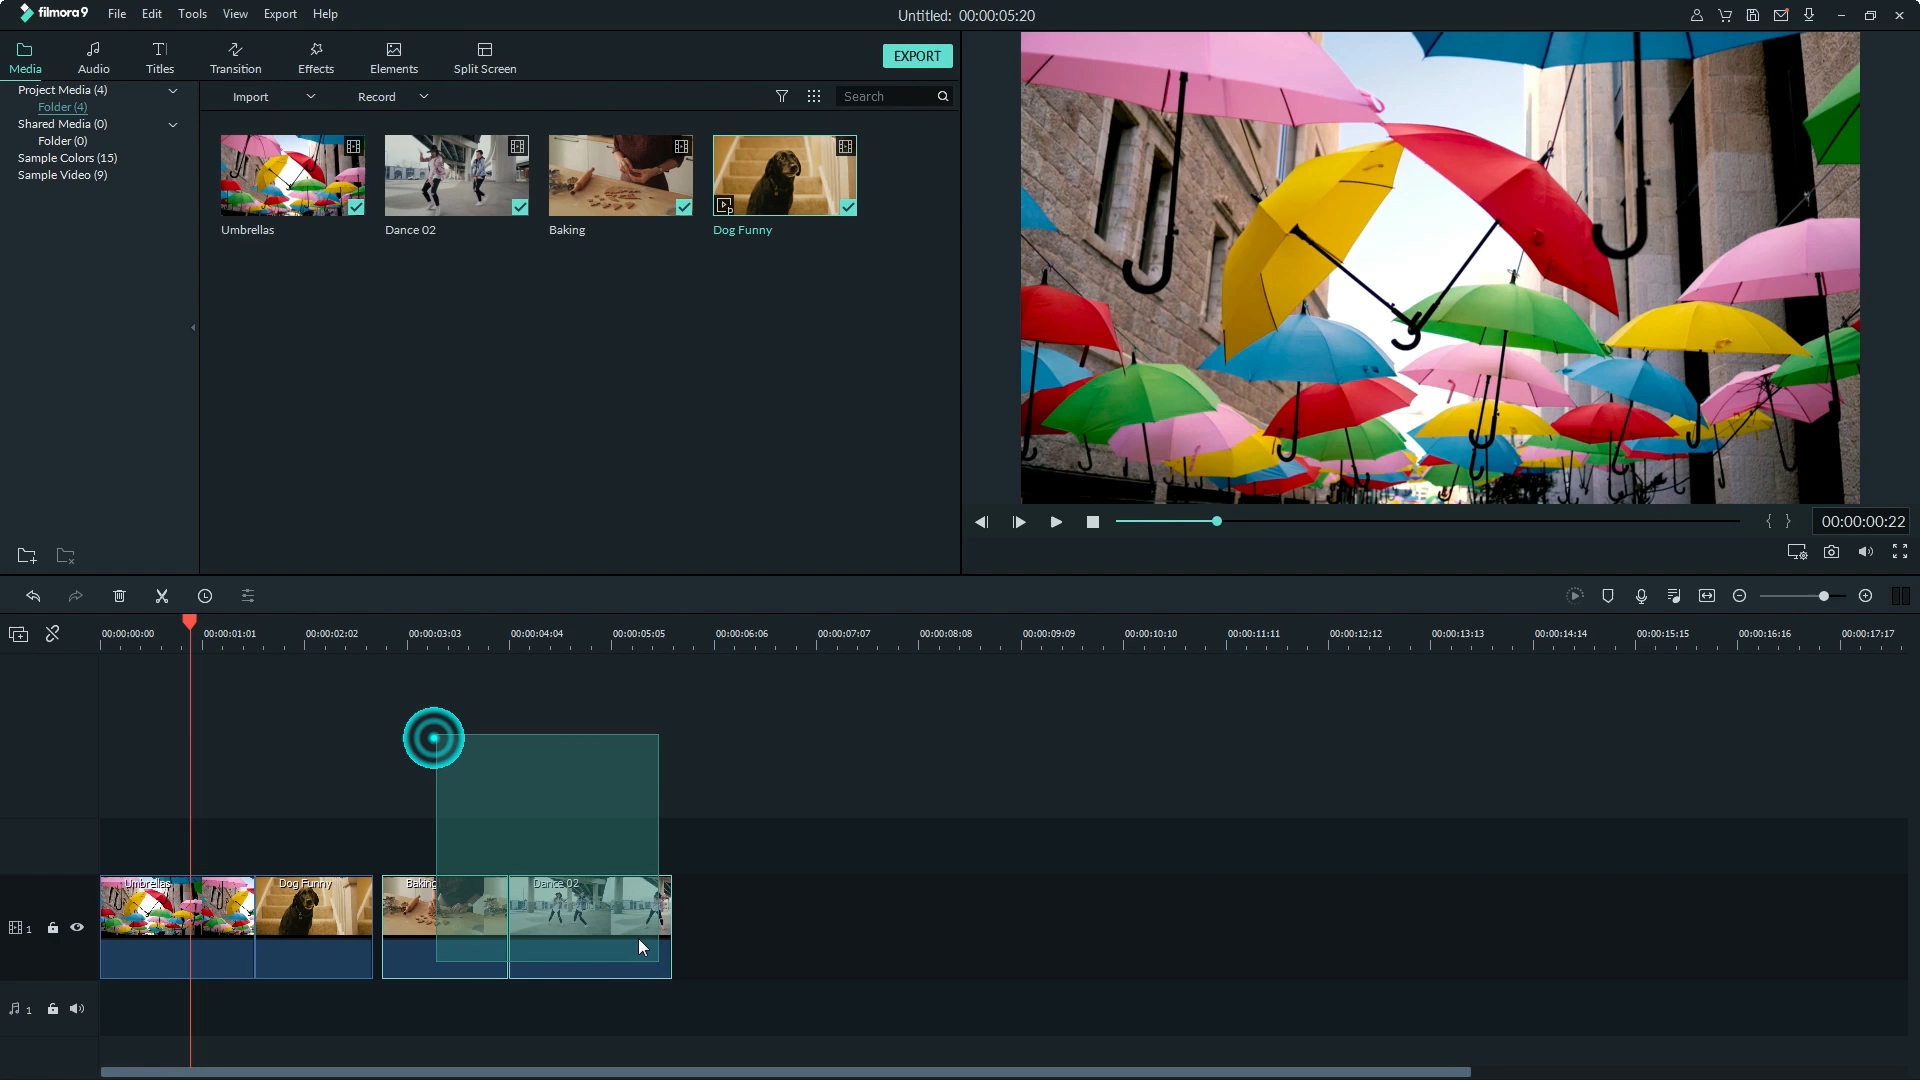 filmora9 File Edit Tools View Export Help Untitled: 00:00:05:20
Media Audio Titles Transition Effects Elements Split Screen EXPORT
Project Media (4)
Folder (4)
Shared Media (0)
Folder (0)
Sample Colors (15)
Sample Video (9)
Import Record Search
Umbrellas Dance 02 Baking Dog Funny
00:00:00:22
00:00:00:00 00:00:01:01 00:00:02:02 00:00:03:03 00:00:04:04 00:00:05:05 00:00:06:06 00:00:07:07 00:00:08:08 00:00:09:09 00:00:10:10 00:00:11:11 00:00:12:12 00:00:13:13 00:00:14:14 00:00:15:15 00:00:16:16 00:00:17:17
Umbrellas Dog Funny Baking Dance 02
1
1